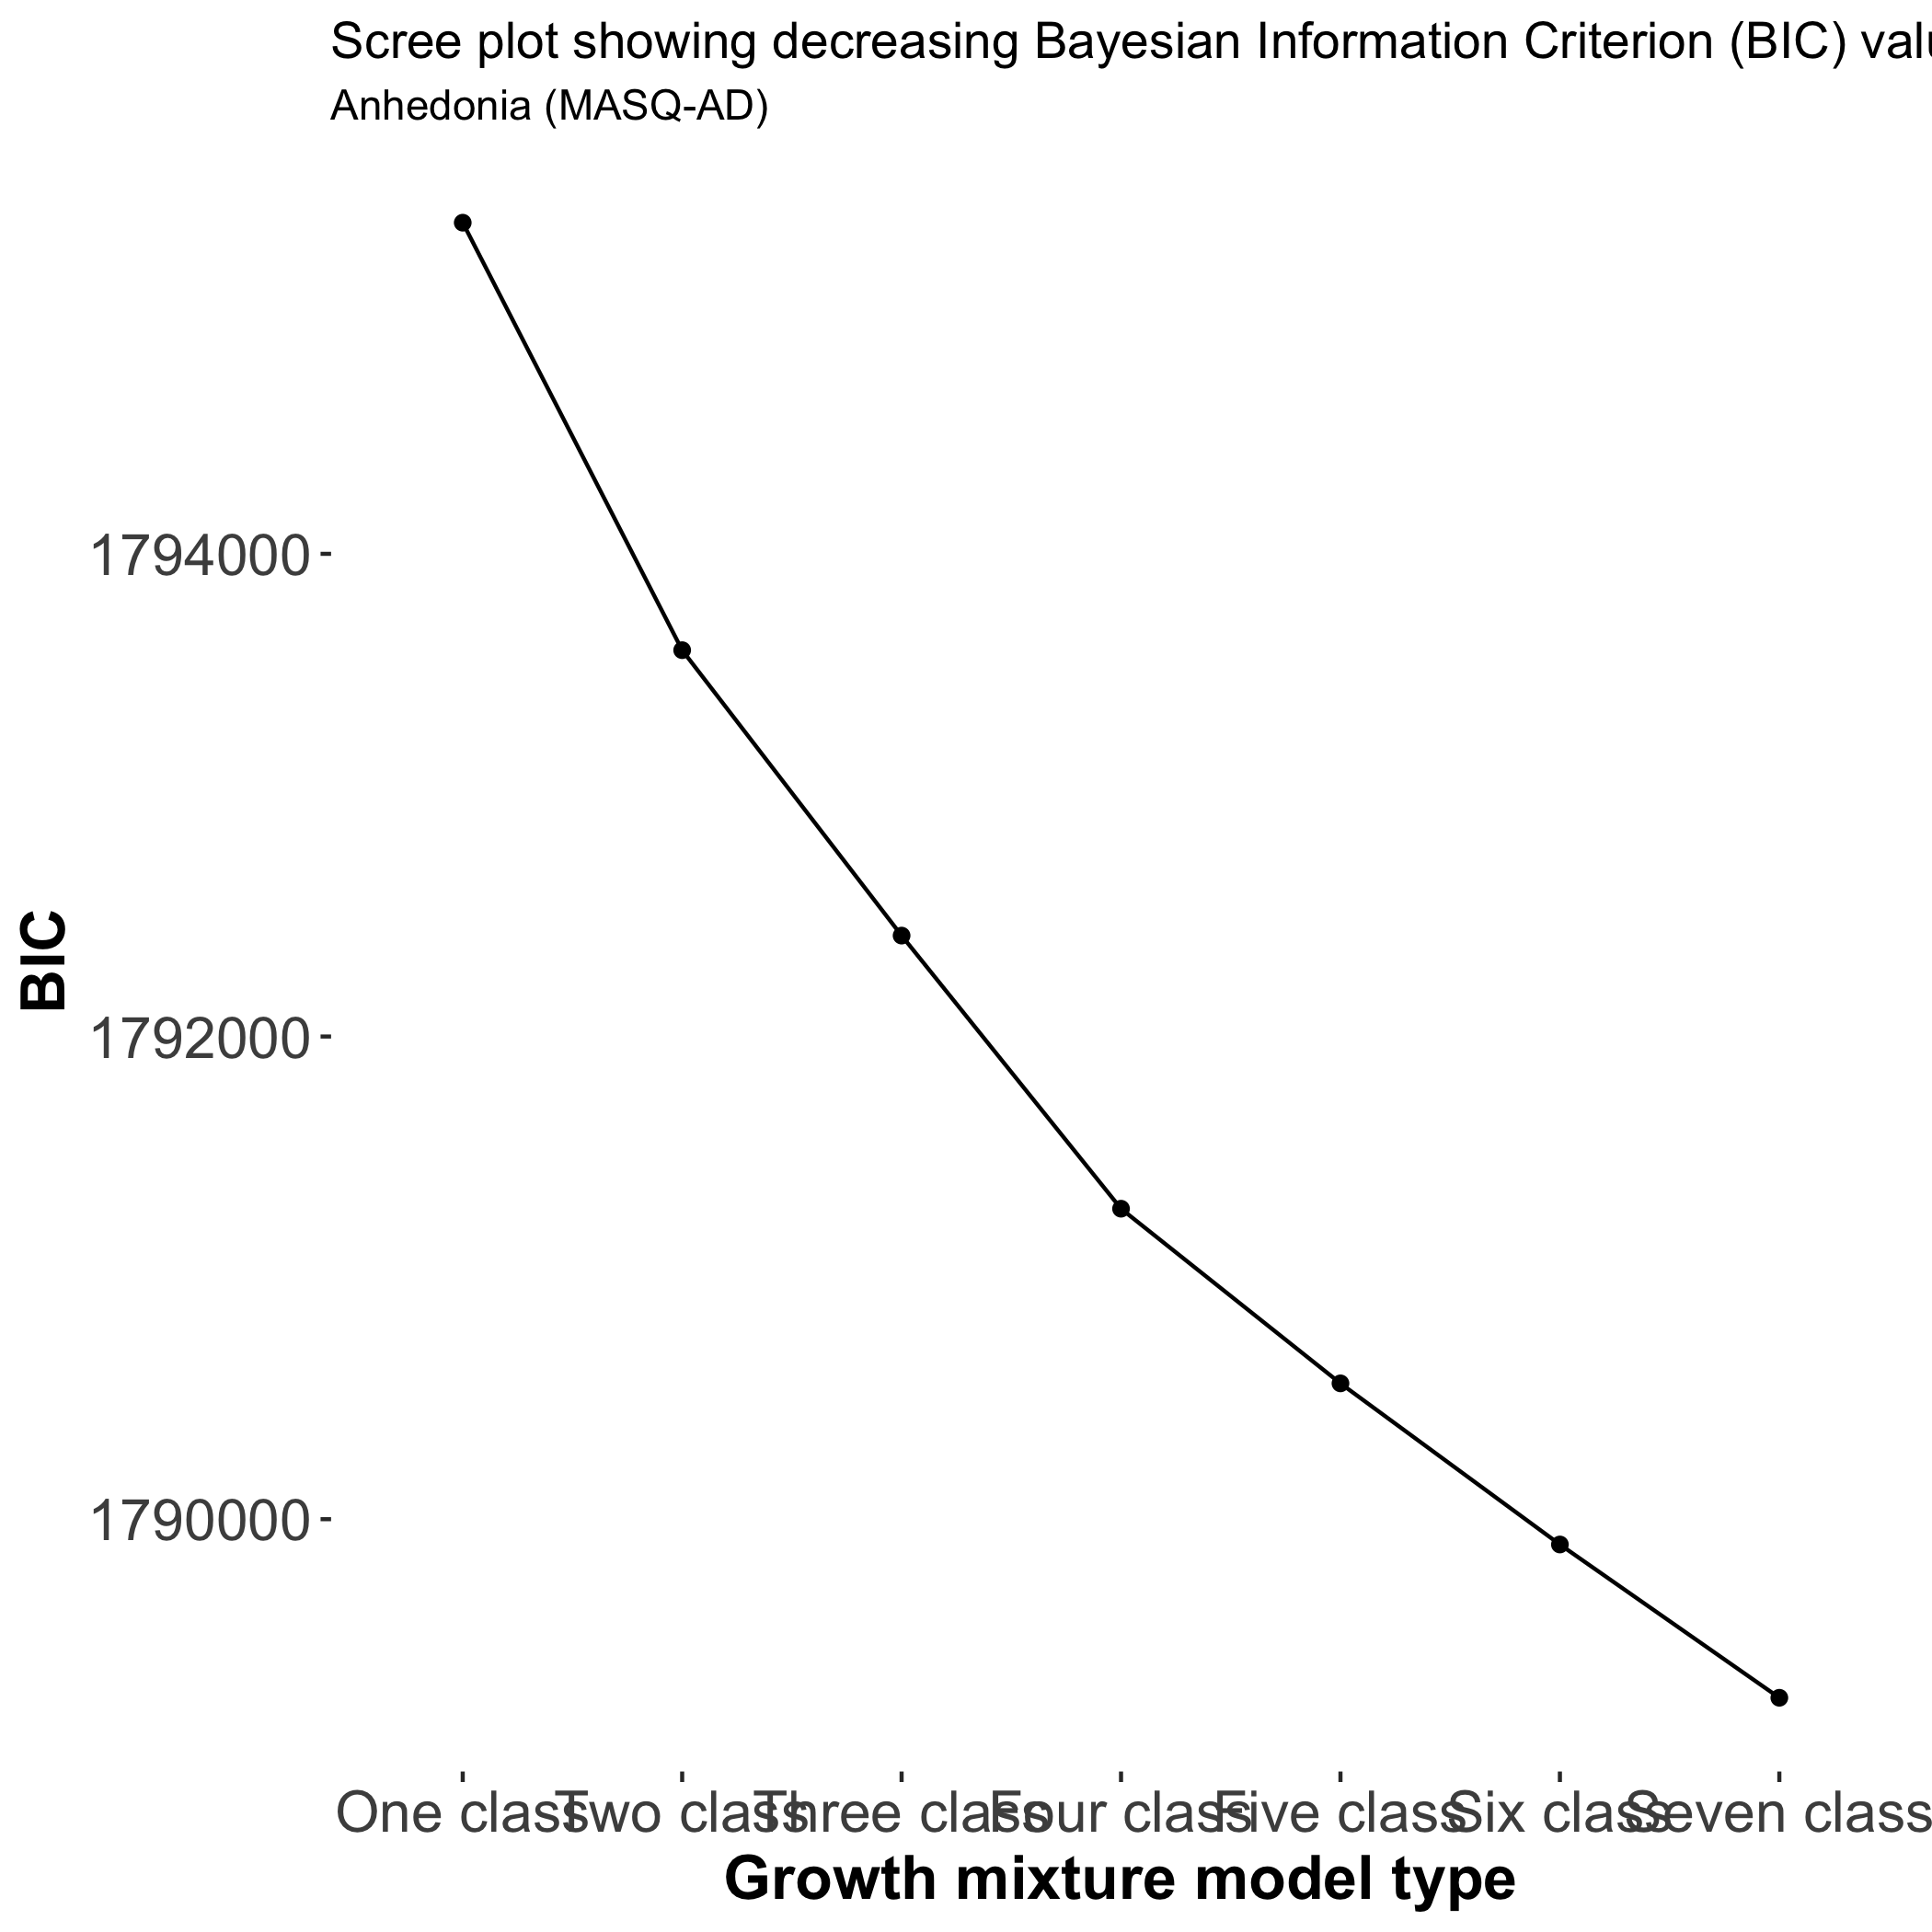 Scree plot showing decreasing Bayesian Information Criterion (BIC) valu
Anhedonia (MASQ-AD)
1794000
1792000
1790000
BIC
One class Two class Three class Four class Five class Six class Seven class
Growth mixture model type